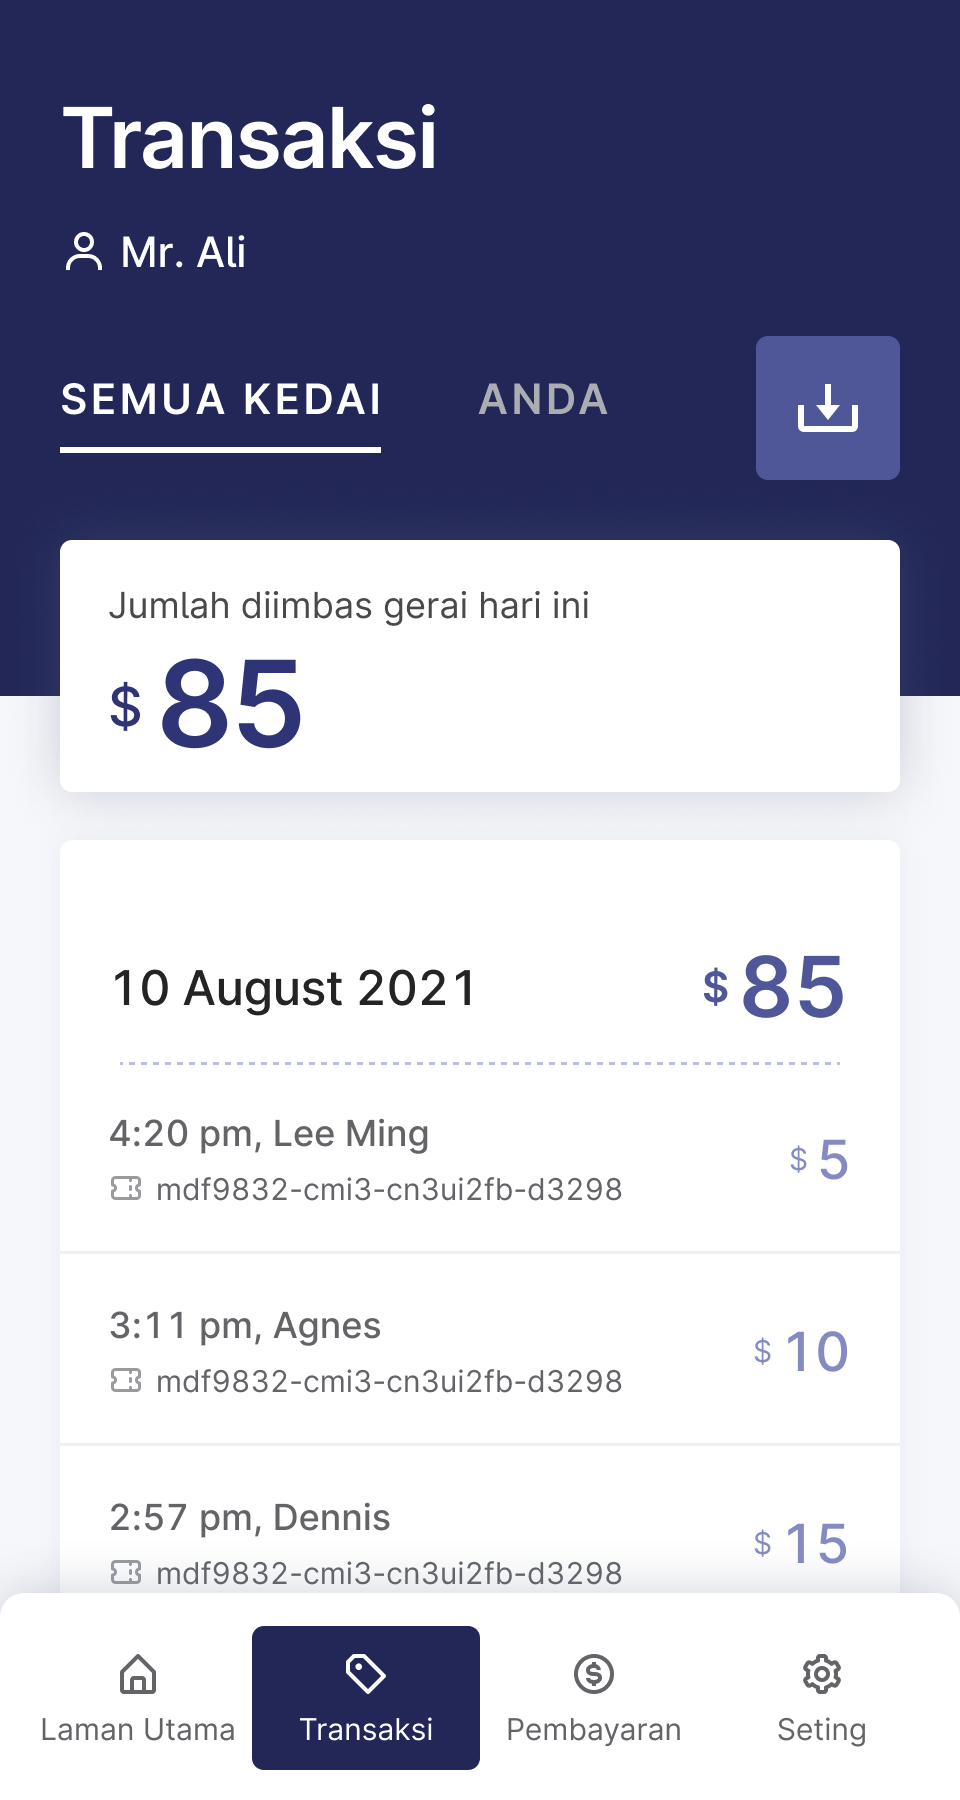 Transaksi
Mr. Ali
SEMUA KEDAI ANDA
Jumlah diimbas gerai hari ini
$ 85
10 August 2021 $ 85
4:20 pm, Lee Ming $ 5
mdf9832-cmi3-cn3ui2fb-d3298
3:11 pm, Agnes $ 10
mdf9832-cmi3-cn3ui2fb-d3298
2:57 pm, Dennis $ 15
mdf9832-cmi3-cn3ui2fb-d3298
Laman Utama Transaksi Pembayaran Seting